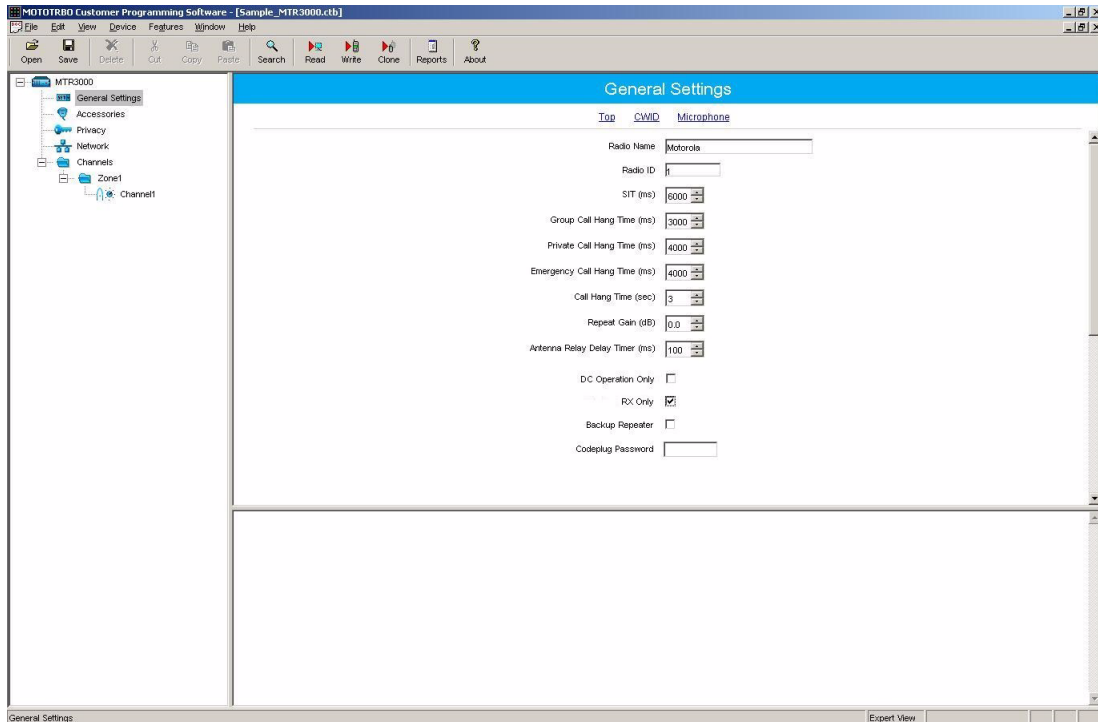 MOTOTRBO Customer Programming Software - [Sample_MTR3000.ctb]
File Edit View Device Features Window Help
Open Save Delete Cut Copy Paste Search Read Write Clone Reports About
MTR3000
General Settings
Accessories
Privacy
Network
Channels
Zone1
Channel1
General Settings
Top CWID Microphone
Radio Name Motorola
Radio ID 1
SIT (ms) 6000
Group Call Hang Time (ms) 3000
Private Call Hang Time (ms) 4000
Emergency Call Hang Time (ms) 4000
Call Hang Time (sec) 3
Repeat Gain (dB) 0.0
Antenna Relay Delay Timer (ms) 100
DC Operation Only
RX Only
Backup Repeater
Codeplug Password
General Settings Expert View